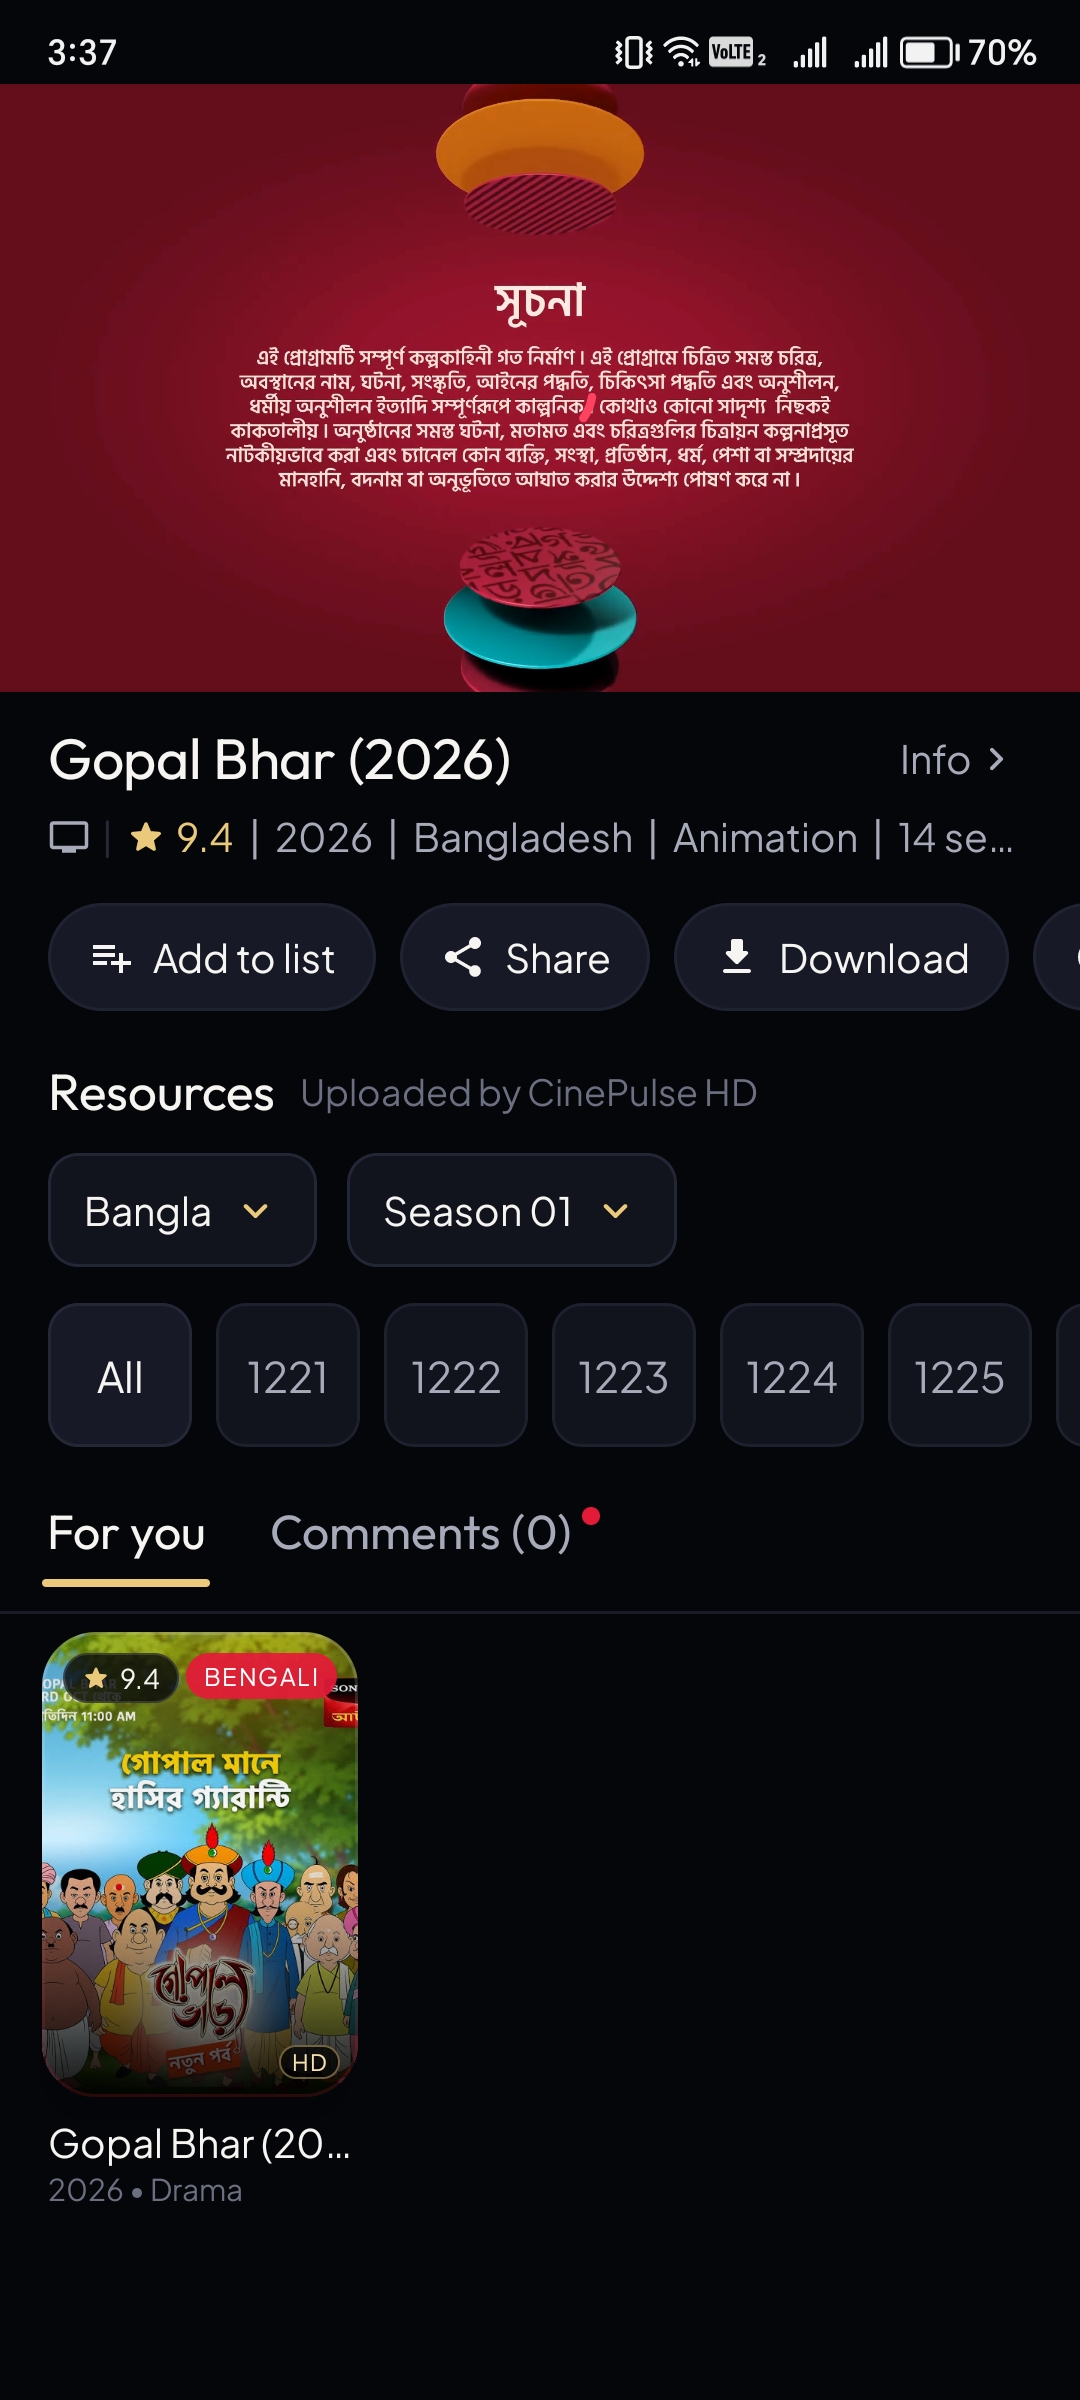 3:37
VoLTE 2
70%
সূচনা
এই প্রোগ্রামটি সম্পূর্ণ কল্পকাহিনী গত নির্মাণ। এই প্রোগ্রামে চিত্রিত সমস্ত চরিত্র,
অবস্থানের নাম, ঘটনা, সংস্কৃতি, আইনের পদ্ধতি, চিকিৎসা পদ্ধতি এবং অনুশীলন,
ধর্মীয় অনুশীলন ইত্যাদি সম্পূর্ণরূপে কাল্পনিক। কোথাও কোনো সাদৃশ্য নিছকই
কাকতালীয়। অনুষ্ঠানের সমস্ত ঘটনা, মতামত এবং চরিত্রগুলির চিত্রায়ন কল্পনাপ্রসূত
নাটকীয়ভাবে করা এবং চ্যানেল কোন ব্যক্তি, সংস্থা, প্রতিষ্ঠান, ধর্ম, পেশা বা সম্প্রদায়ের
মানহানি, বদনাম বা অনুভূতিতে আঘাত করার উদ্দেশ্য পোষণ করে না।
Gopal Bhar (2026)
Info
9.4 | 2026 | Bangladesh | Animation | 14 se...
Add to list
Share
Download
Resources Uploaded by CinePulse HD
Bangla
Season 01
All
1221
1222
1223
1224
1225
For you
Comments (0)
9.4
BENGALI
তিদিন 11:00 AM
SON
আট
গোপাল মানে
হাসির গ্যারান্টি
গোপাল
ভাঁড়
নতুন পর্ব
HD
Gopal Bhar (20...
2026 • Drama